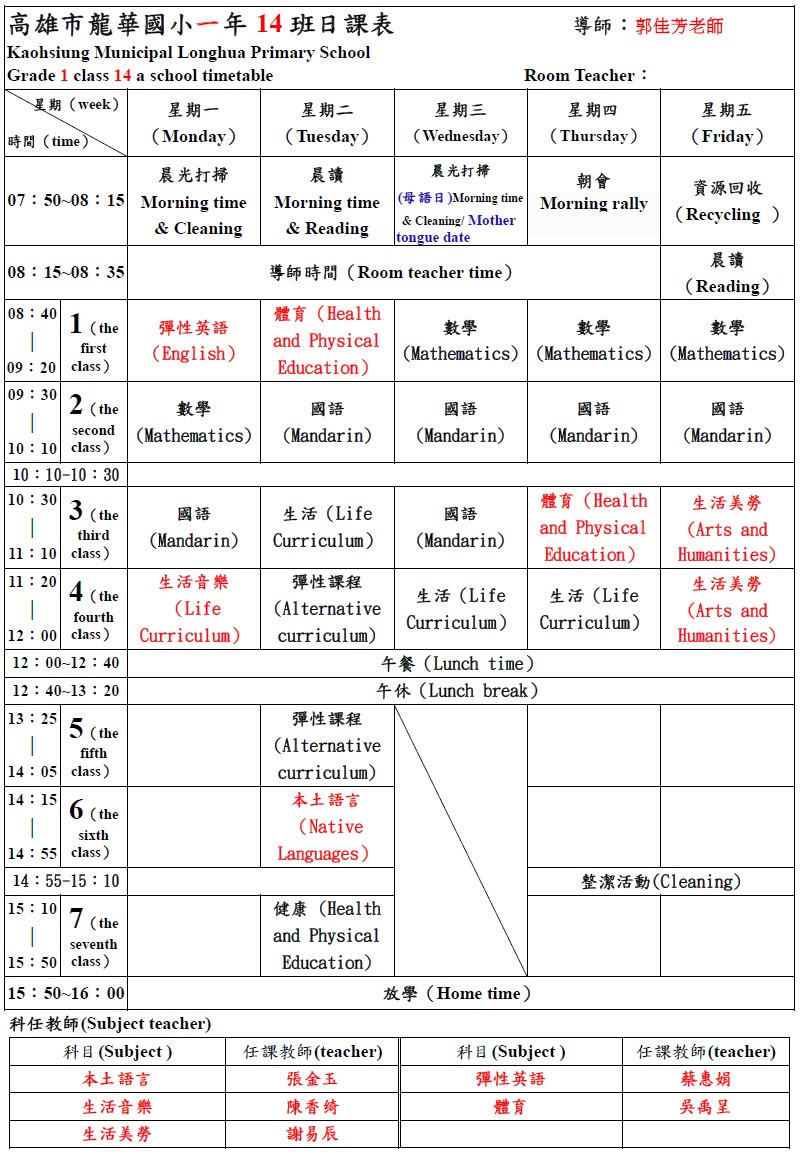 高雄市龍華國小一年 14 班日課表 導師：郭佳芳老師
Kaohsiung Municipal Longhua Primary School
Grade 1 class 14 a school timetable Room Teacher：
星期（week）
時間（time）
星期一
（Monday）
星期二
（Tuesday）
星期三
（Wednesday）
星期四
（Thursday）
星期五
（Friday）
07：50~08：15
晨光打掃
Morning time
& Cleaning
晨讀
Morning time
& Reading
晨光打掃
(母語日)Morning time
& Cleaning/ Mother
tongue date
朝會
Morning rally
資源回收
（Recycling ）
08：15~08：35
導師時間（Room teacher time）
晨讀
（Reading）
08：40
｜
09：20
1（the
first
class）
彈性英語
（English）
體育（Health
and Physical
Education）
數學
(Mathematics)
數學
(Mathematics)
數學
(Mathematics)
09：30
｜
10：10
2（the
second
class）
數學
(Mathematics)
國語
(Mandarin)
國語
(Mandarin)
國語
(Mandarin)
國語
(Mandarin)
10：10-10：30
10：30
｜
11：10
3（the
third
class）
國語
(Mandarin)
生活（Life
Curriculum）
國語
(Mandarin)
體育（Health
and Physical
Education）
生活美勞
(Arts and
Humanities)
11：20
｜
12：00
4（the
fourth
class）
生活音樂
（Life
Curriculum）
彈性課程
(Alternative
curriculum)
生活（Life
Curriculum）
生活（Life
Curriculum）
生活美勞
(Arts and
Humanities)
12：00~12：40
午餐（Lunch time）
12：40~13：20
午休（Lunch break）
13：25
｜
14：05
5（the
fifth
class）
彈性課程
(Alternative
curriculum)
14：15
｜
14：55
6（the
sixth
class）
本土語言
（Native
Languages）
14：55-15：10
整潔活動(Cleaning)
15：10
｜
15：50
7（the
seventh
class）
健康（Health
and Physical
Education）
15：50~16：00
放學（Home time）
科任教師(Subject teacher)
科目(Subject ) 任課教師(teacher) 科目(Subject ) 任課教師(teacher)
本土語言 張金玉 彈性英語 蔡惠娟
生活音樂 陳香绮 體育 吳禹呈
生活美勞 謝易辰